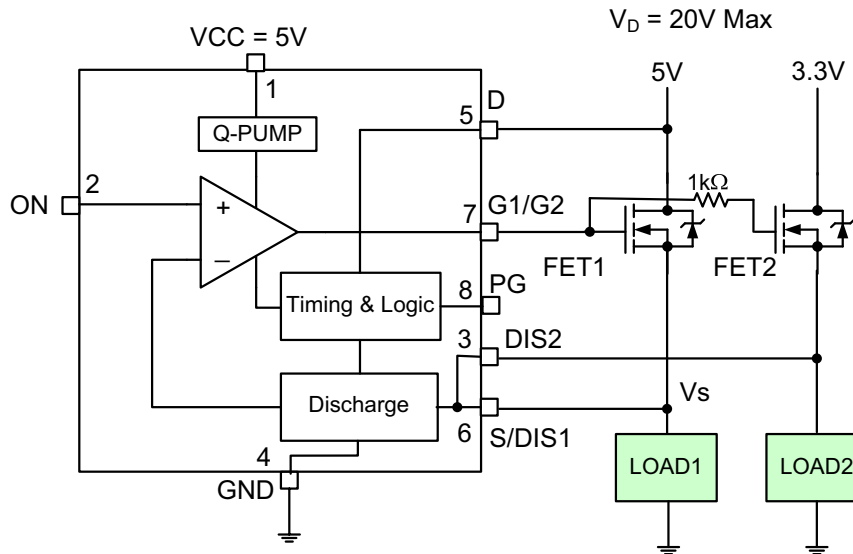 V_D = 20V Max
VCC = 5V
5V
3.3V
1
D
5
Q-PUMP
2
ON
+
–
1kΩ
7
G1/G2
FET1
FET2
PG
8
Timing & Logic
3
DIS2
Discharge
Vs
6
S/DIS1
4
GND
LOAD1
LOAD2